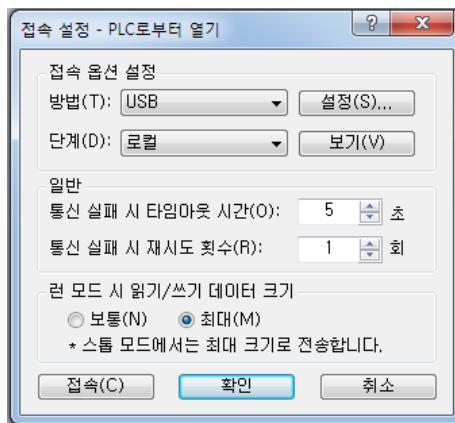 접속 설정 - PLC로부터 열기
접속 옵션 설정
방법(T): USB 설정(S)...
단계(D): 로컬 보기(V)
일반
통신 실패 시 타임아웃 시간(O): 5 초
통신 실패 시 재시도 횟수(R): 1 회
런 모드 시 읽기/쓰기 데이터 크기
보통(N) 최대(M)
* 스톱 모드에서는 최대 크기로 전송합니다.
접속(C) 확인 취소